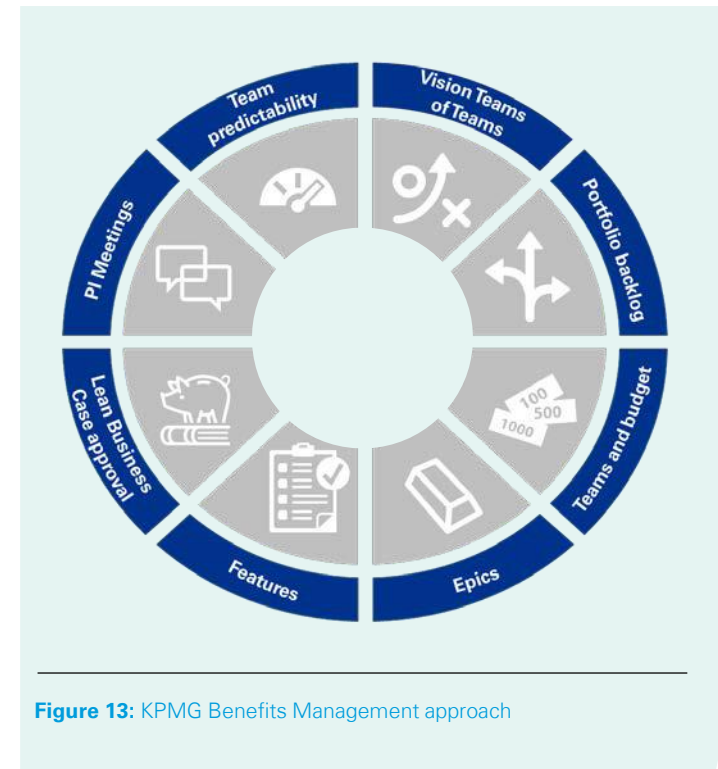 Team
predictability
Vision Teams
of Teams
PI Meetings
Portfolio backlog
Lean Business
Case approval
100
500
1000
Teams and budget
Features
Epics
Figure 13: KPMG Benefits Management approach